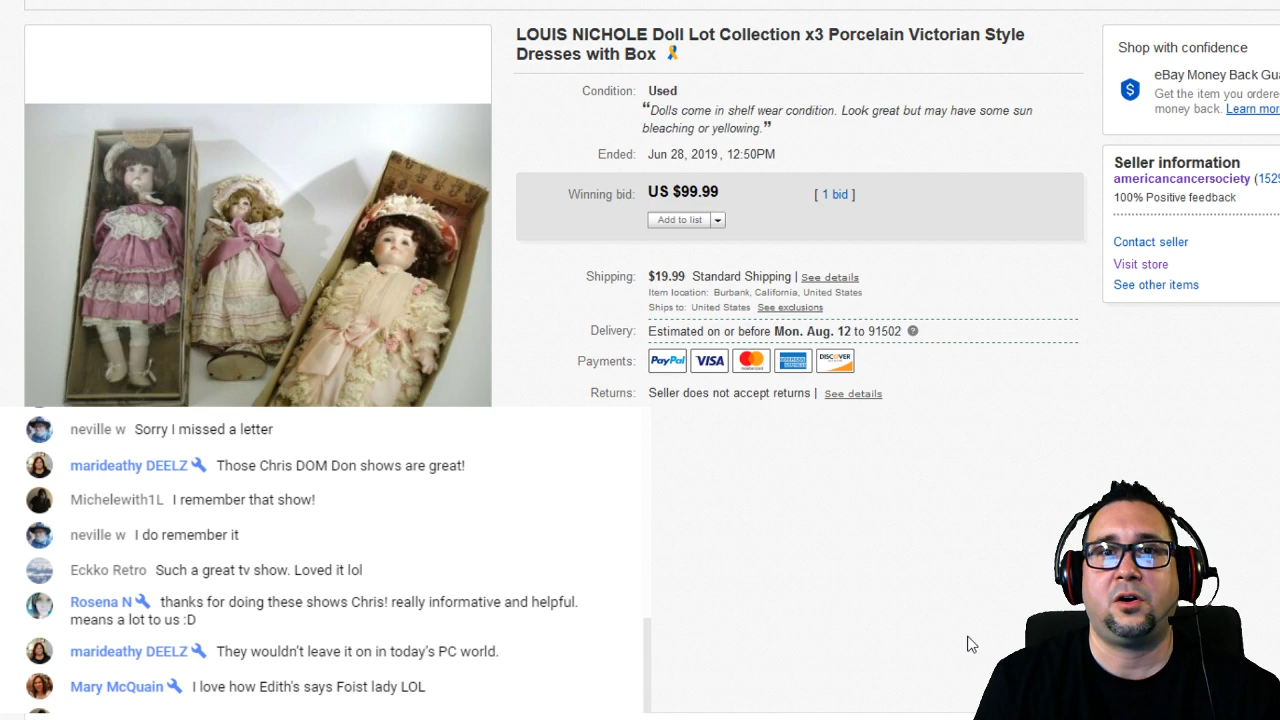 LOUIS NICHOLE Doll Lot Collection x3 Porcelain Victorian Style
Dresses with Box
Condition: Used
“Dolls come in shelf wear condition. Look great but may have some sun
bleaching or yellowing.”
Ended: Jun 28, 2019 , 12:50PM
Winning bid: US $99.99 [ 1 bid ]
Add to list
Shipping: $19.99 Standard Shipping | See details
Item location: Burbank, California, United States
Ships to: United States See exclusions
Delivery: Estimated on or before Mon. Aug. 12 to 91502
Payments: PayPal VISA mastercard AMERICAN EXPRESS DISCOVER
Returns: Seller does not accept returns | See details
Shop with confidence
eBay Money Back Gua
Get the item you ordere
money back. Learn mor
Seller information
americancancersociety (1529
100% Positive feedback
Contact seller
Visit store
See other items
neville w Sorry I missed a letter
marideathy DEELZ Those Chris DOM Don shows are great!
Michelewith1L I remember that show!
neville w I do remember it
Eckko Retro Such a great tv show. Loved it lol
Rosena N thanks for doing these shows Chris! really informative and helpful.
means a lot to us :D
marideathy DEELZ They wouldn't leave it on in today's PC world.
Mary McQuain I love how Edith's says Foist lady LOL